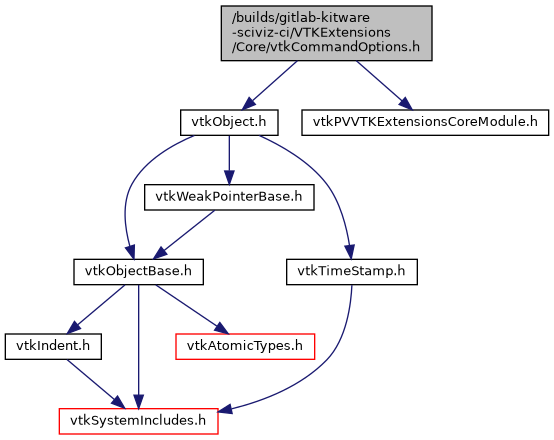 /builds/gitlab-kitware
-sciviz-ci/VTKExtensions
/Core/vtkCommandOptions.h
vtkObject.h
vtkPVVTKExtensionsCoreModule.h
vtkWeakPointerBase.h
vtkObjectBase.h
vtkTimeStamp.h
vtkIndent.h
vtkAtomicTypes.h
vtkSystemIncludes.h